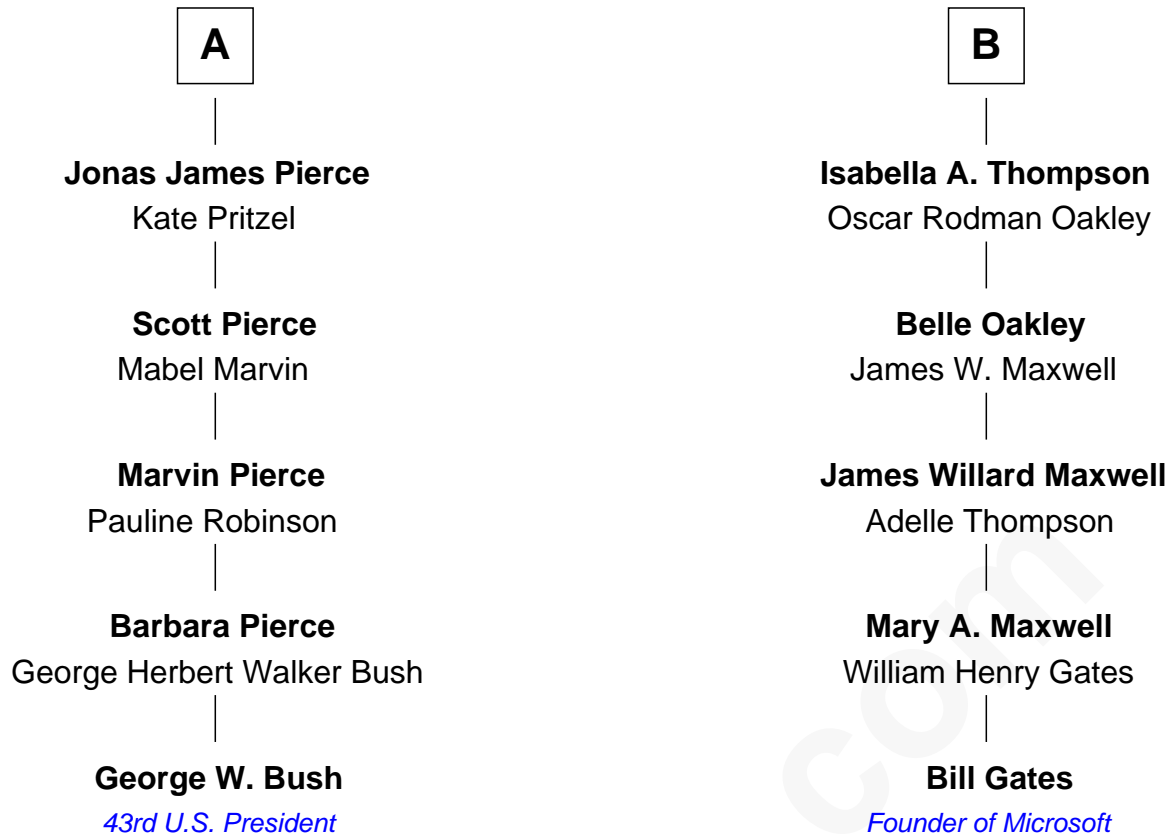 A
Jonas James Pierce
Kate Pritzel
Scott Pierce
Mabel Marvin
Marvin Pierce
Pauline Robinson
Barbara Pierce
George Herbert Walker Bush
George W. Bush
43rd U.S. President
B
Isabella A. Thompson
Oscar Rodman Oakley
Belle Oakley
James W. Maxwell
James Willard Maxwell
Adelle Thompson
Mary A. Maxwell
William Henry Gates
Bill Gates
Founder of Microsoft
com